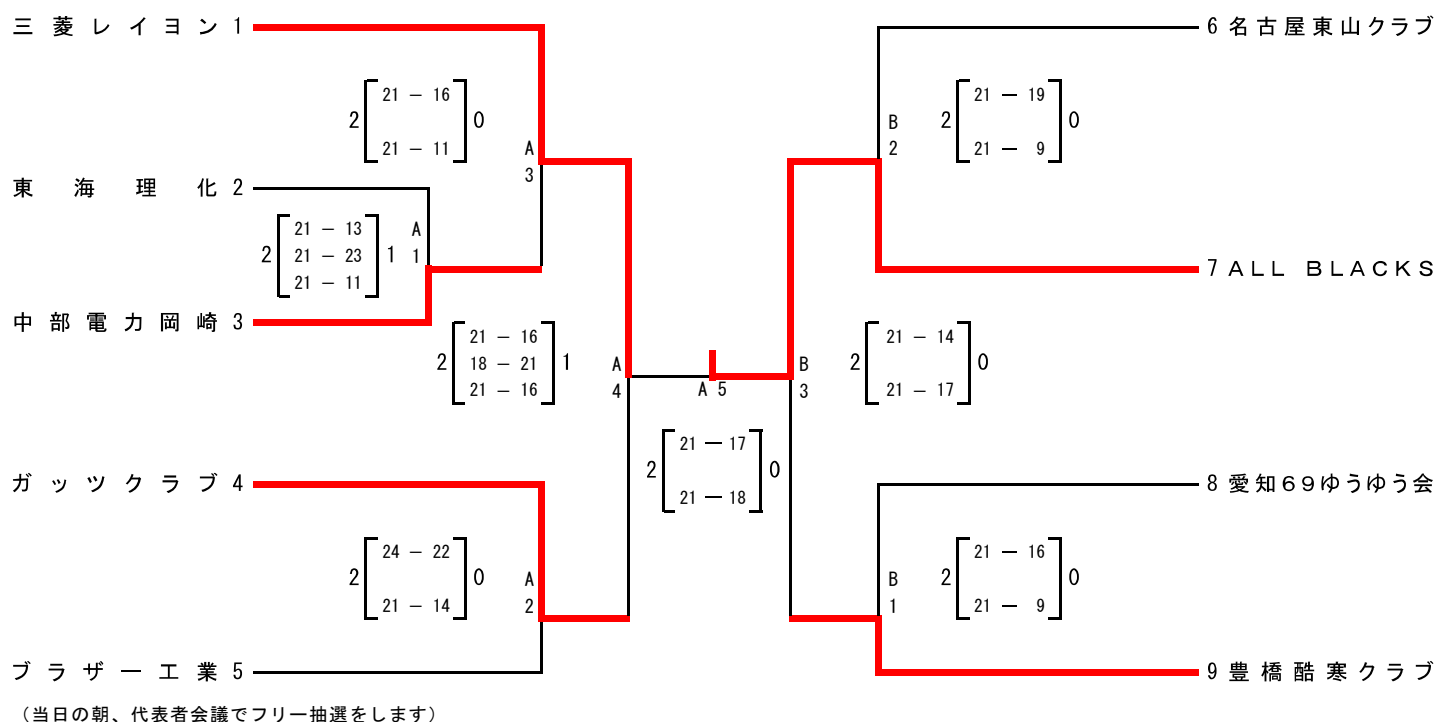 三菱レイヨン 1
6 名古屋東山クラブ
2 21 － 16 0
21 － 11
A
3
B
2
2 21 － 19 0
21 － 9
東海理化 2
2 21 － 13 1
21 － 23
21 － 11
A
1
7 ＡＬＬ ＢＬＡＣＫＳ
中部電力岡崎 3
2 21 － 16 1
18 － 21
21 － 16
A
4
A 5
B
3
2 21 － 14 0
21 － 17
2 21 － 17 0
21 － 18
ガッツクラブ 4
8 愛知６９ゆうゆう会
2 24 － 22 0
21 － 14
A
2
B
1
2 21 － 16 0
21 － 9
ブラザー工業 5
9 豊橋酷寒クラブ
（当日の朝、代表者会議でフリー抽選をします）